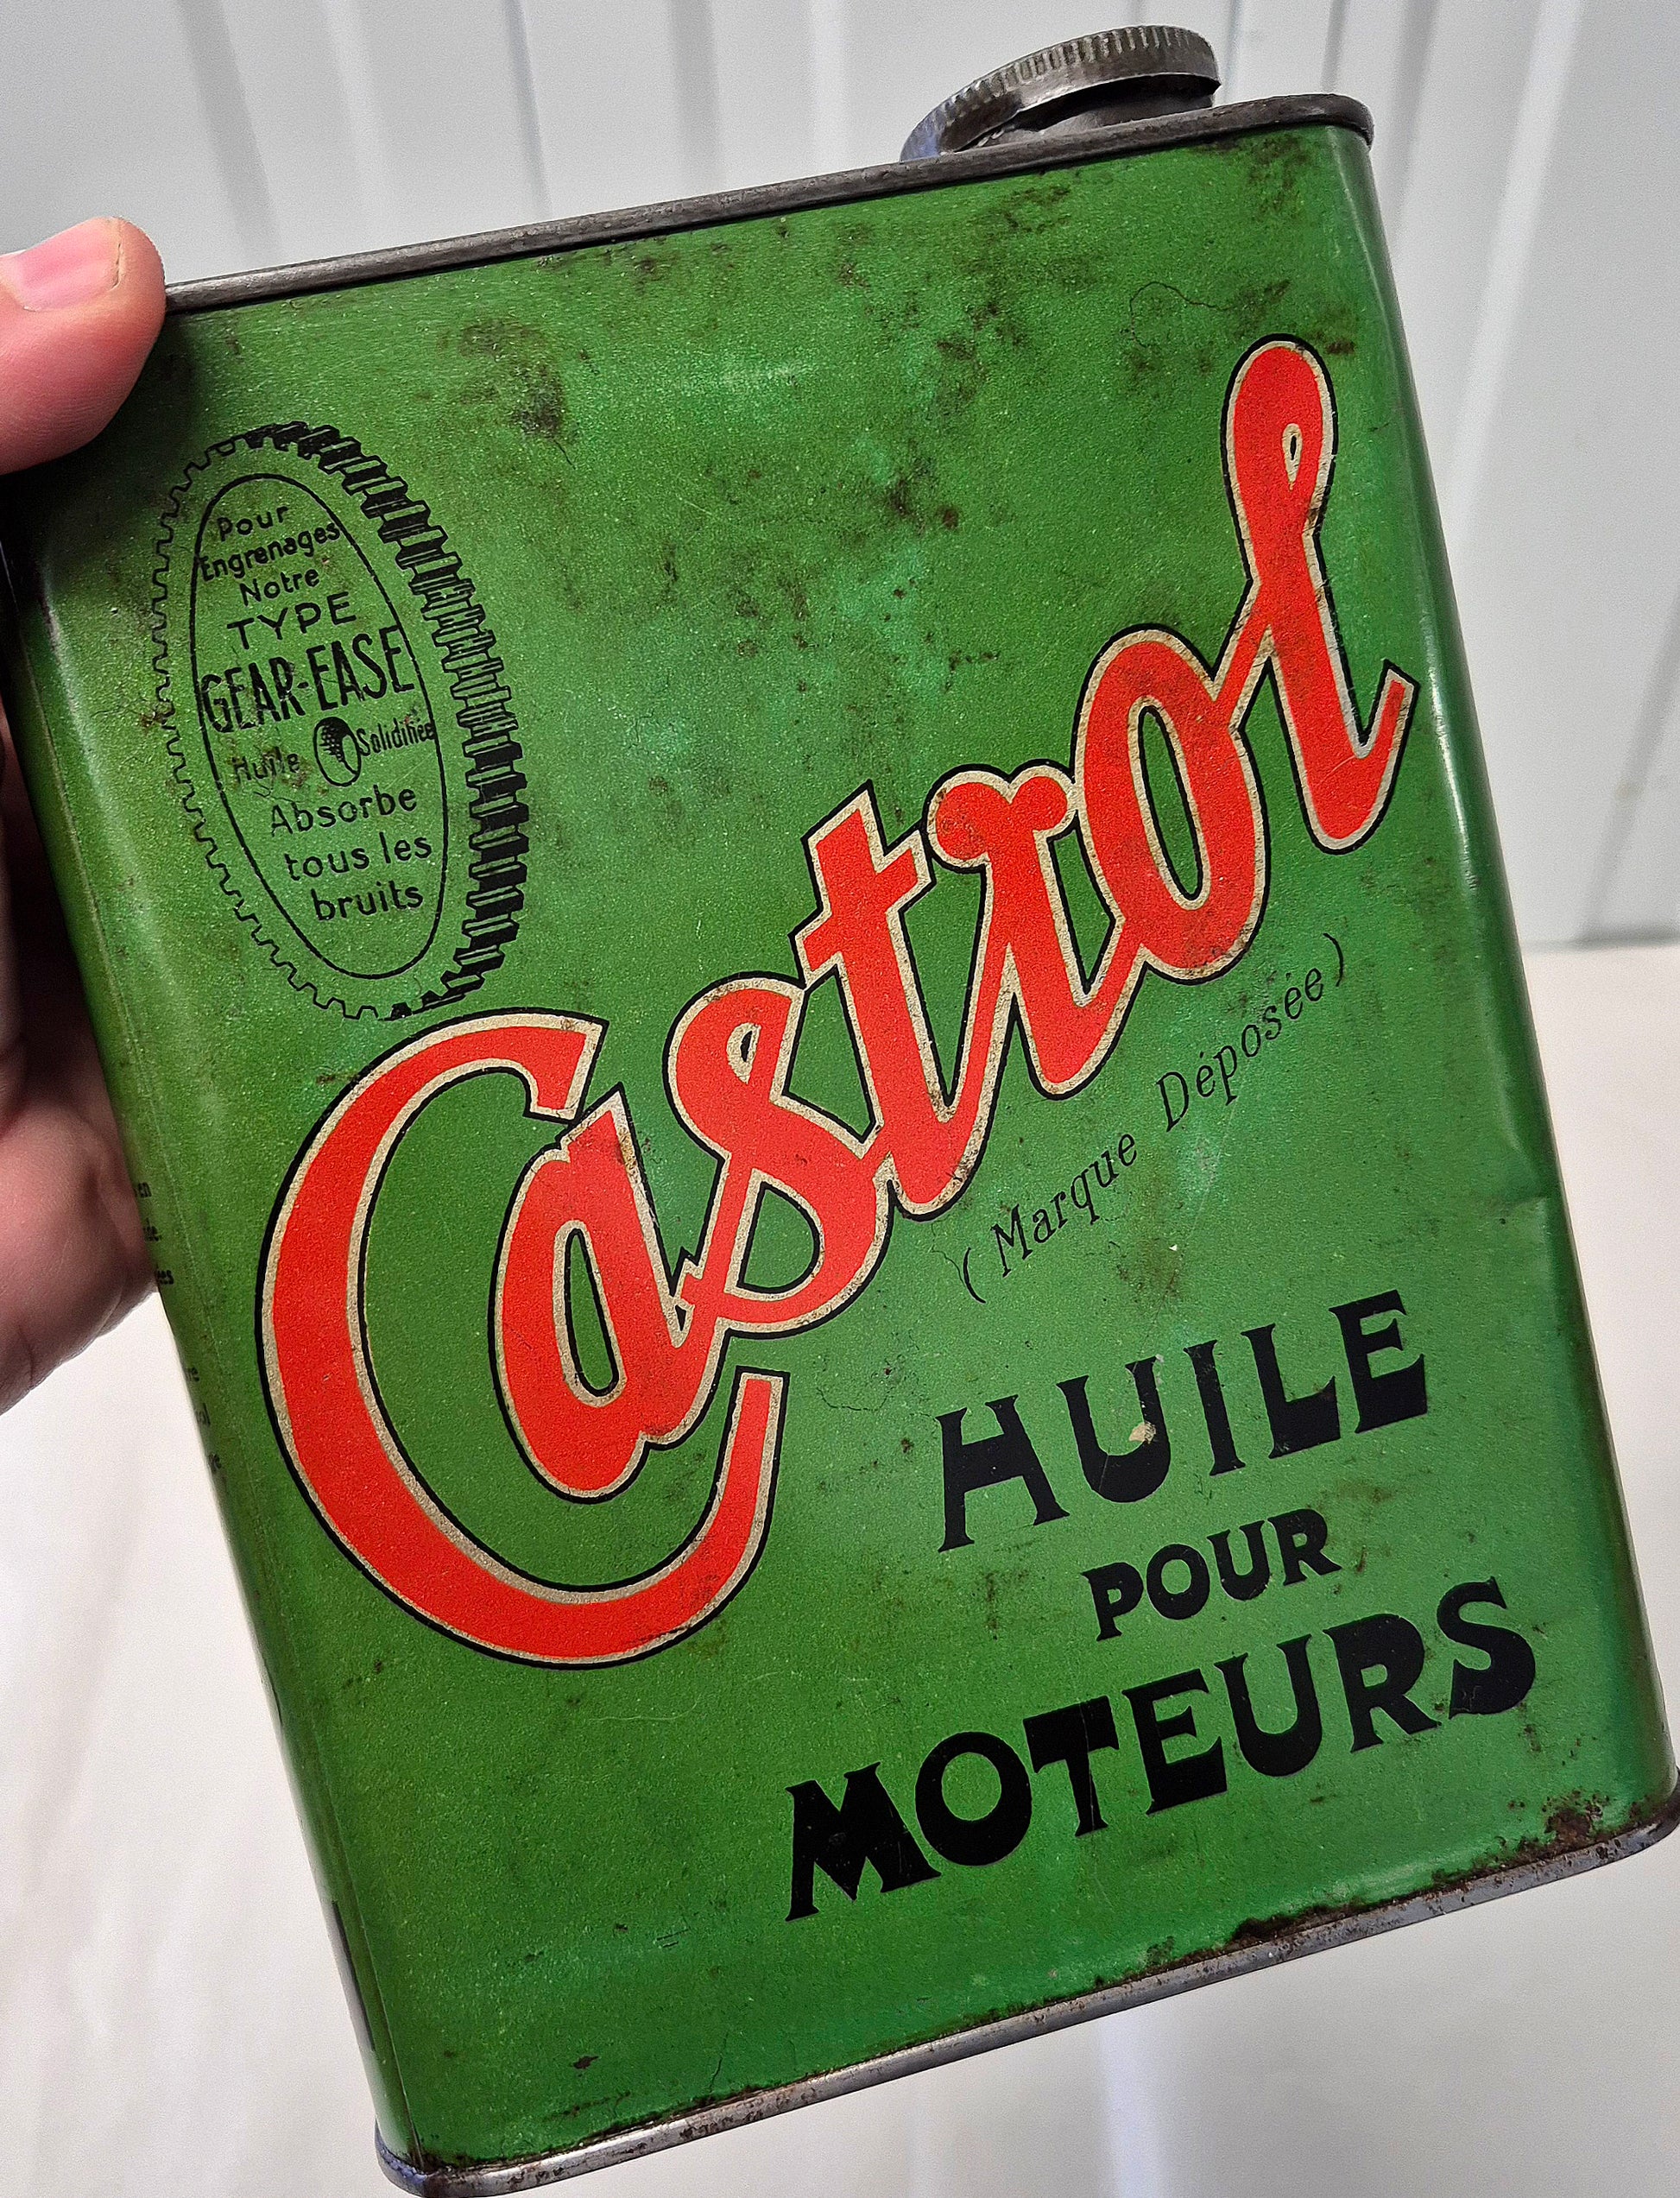 Pour
Engrenages
Notre
TYPE
GEAR-EASE
Huile Solidifiée
Absorbe
tous les
bruits
Castrol
(Marque Déposée)
HUILE
POUR
MOTEURS